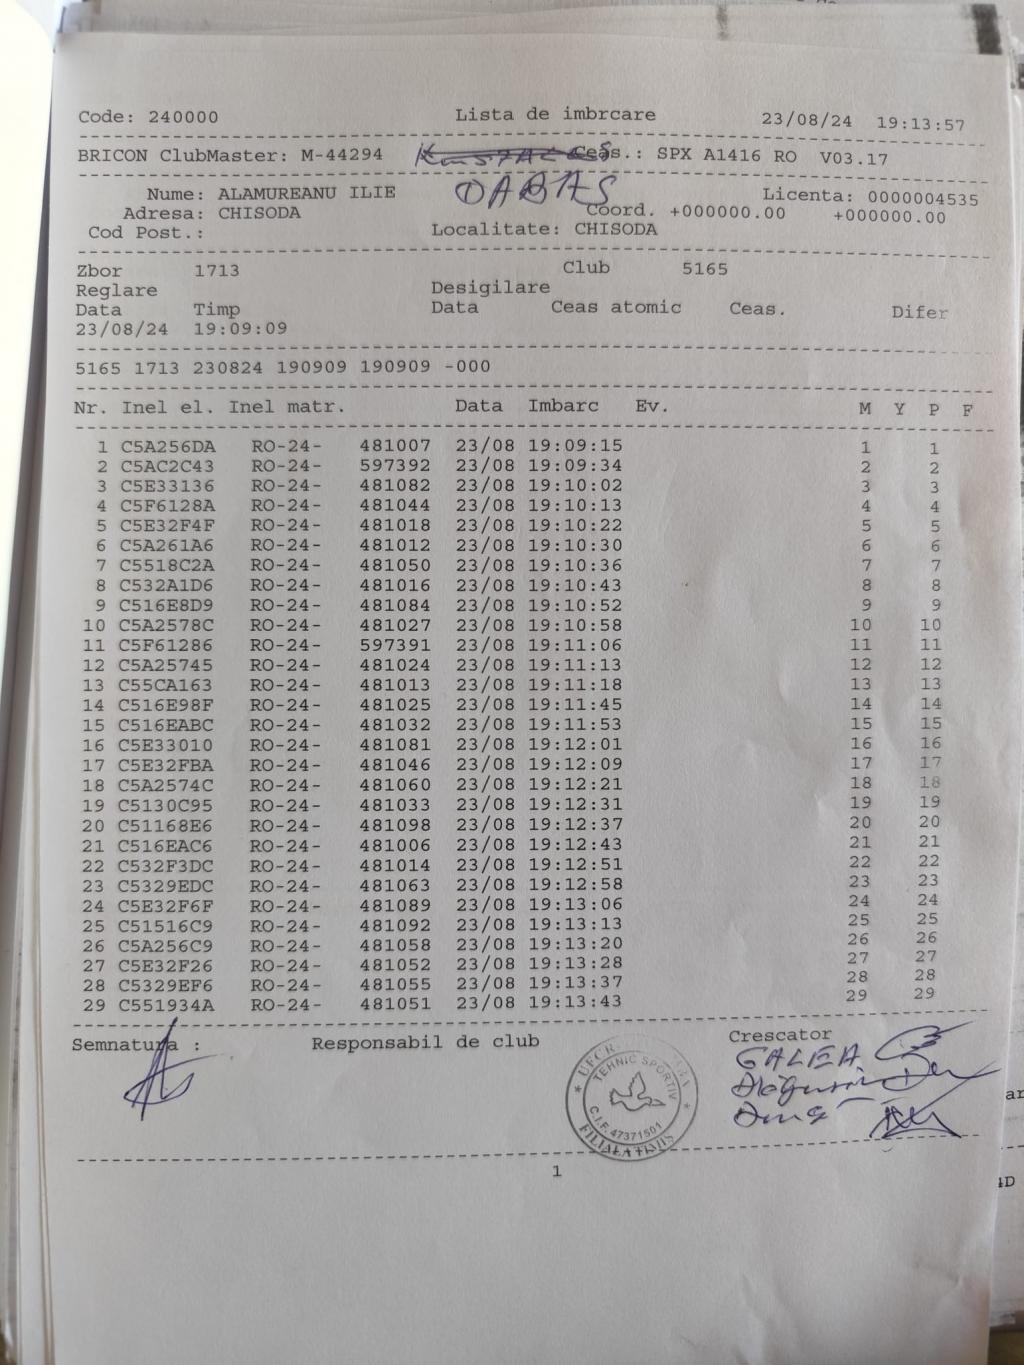 Code: 240000 Lista de imbrcare 23/08/24 19:13:57
BRICON ClubMaster: M-44294 Ceas.: SPX A1416 RO V03.17
DABAS
Nume: ALAMUREANU ILIE Licenta: 0000004535
Adresa: CHISODA Coord. +000000.00 +000000.00
Cod Post.: Localitate: CHISODA
Zbor 1713 Club 5165
Reglare Desigilare
Data Timp Data Ceas atomic Ceas. Difer
23/08/24 19:09:09
5165 1713 230824 190909 190909 -000
Nr. Inel el. Inel matr. Data Imbarc Ev. M Y P F
1 C5A256DA RO-24- 481007 23/08 19:09:15 1 1
2 C5AC2C43 RO-24- 597392 23/08 19:09:34 2 2
3 C5E33136 RO-24- 481082 23/08 19:10:02 3 3
4 C5F6128A RO-24- 481044 23/08 19:10:13 4 4
5 C5E32F4F RO-24- 481018 23/08 19:10:22 5 5
6 C5A261A6 RO-24- 481012 23/08 19:10:30 6 6
7 C5518C2A RO-24- 481050 23/08 19:10:36 7 7
8 C532A1D6 RO-24- 481016 23/08 19:10:43 8 8
9 C516E8D9 RO-24- 481084 23/08 19:10:52 9 9
10 C5A2578C RO-24- 481027 23/08 19:10:58 10 10
11 C5F61286 RO-24- 597391 23/08 19:11:06 11 11
12 C5A25745 RO-24- 481024 23/08 19:11:13 12 12
13 C55CA163 RO-24- 481013 23/08 19:11:18 13 13
14 C516E98F RO-24- 481025 23/08 19:11:45 14 14
15 C516EABC RO-24- 481032 23/08 19:11:53 15 15
16 C5E33010 RO-24- 481081 23/08 19:12:01 16 16
17 C5E32FBA RO-24- 481046 23/08 19:12:09 17 17
18 C5A2574C RO-24- 481060 23/08 19:12:21 18 18
19 C5130C95 RO-24- 481033 23/08 19:12:31 19 19
20 C51168E6 RO-24- 481098 23/08 19:12:37 20 20
21 C516EAC6 RO-24- 481006 23/08 19:12:43 21 21
22 C532F3DC RO-24- 481014 23/08 19:12:51 22 22
23 C5329EDC RO-24- 481063 23/08 19:12:58 23 23
24 C5E32F6F RO-24- 481089 23/08 19:13:06 24 24
25 C51516C9 RO-24- 481092 23/08 19:13:13 25 25
26 C5A256C9 RO-24- 481058 23/08 19:13:20 26 26
27 C5E32F26 RO-24- 481052 23/08 19:13:28 27 27
28 C5329EF6 RO-24- 481055 23/08 19:13:37 28 28
29 C551934A RO-24- 481051 23/08 19:13:43 29 29
Semnatura : Responsabil de club Crescator
GALEA
TEHNIC SPORTIV
C.I.F. 47371501
1